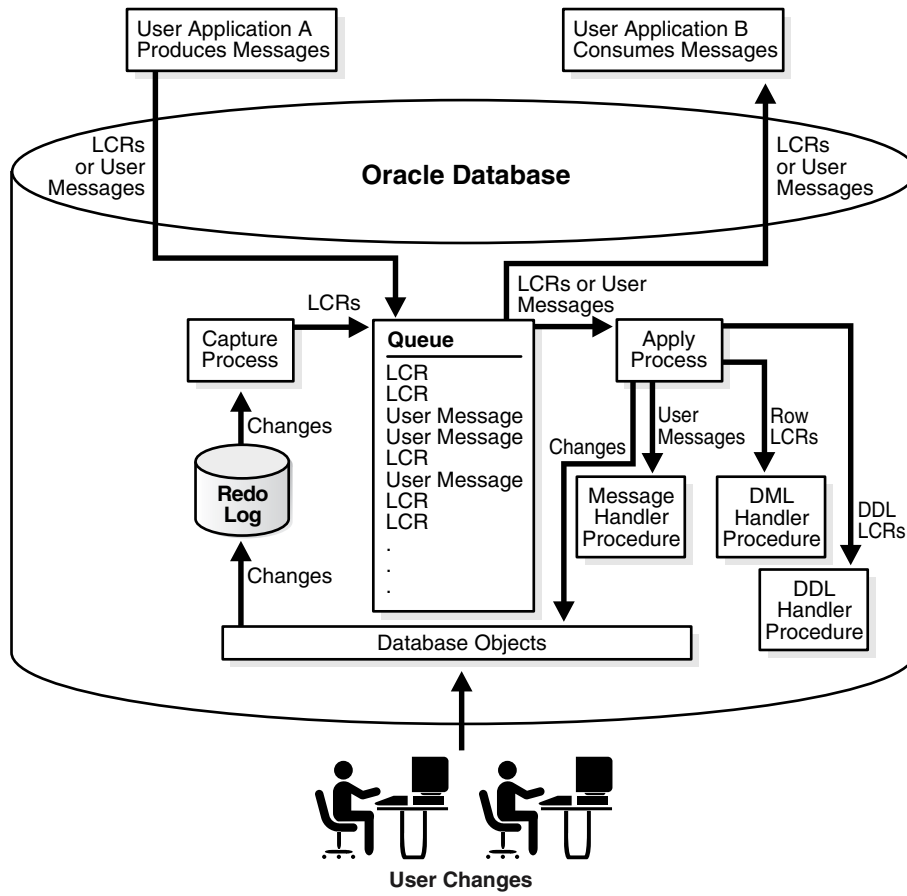 User Application A
Produces Messages
User Application B
Consumes Messages
LCRs
or User
Messages
Oracle Database
LCRs
or User
Messages
LCRs
LCRs or User
Messages
Capture
Process
Queue
LCR
LCR
User Message
User Message
LCR
User Message
LCR
LCR
.
.
.
Apply
Process
Changes
Redo
Log
Changes
Changes
User
Messages
Row
LCRs
DDL
LCRs
Message
Handler
Procedure
DML
Handler
Procedure
DDL
Handler
Procedure
Database Objects
User Changes